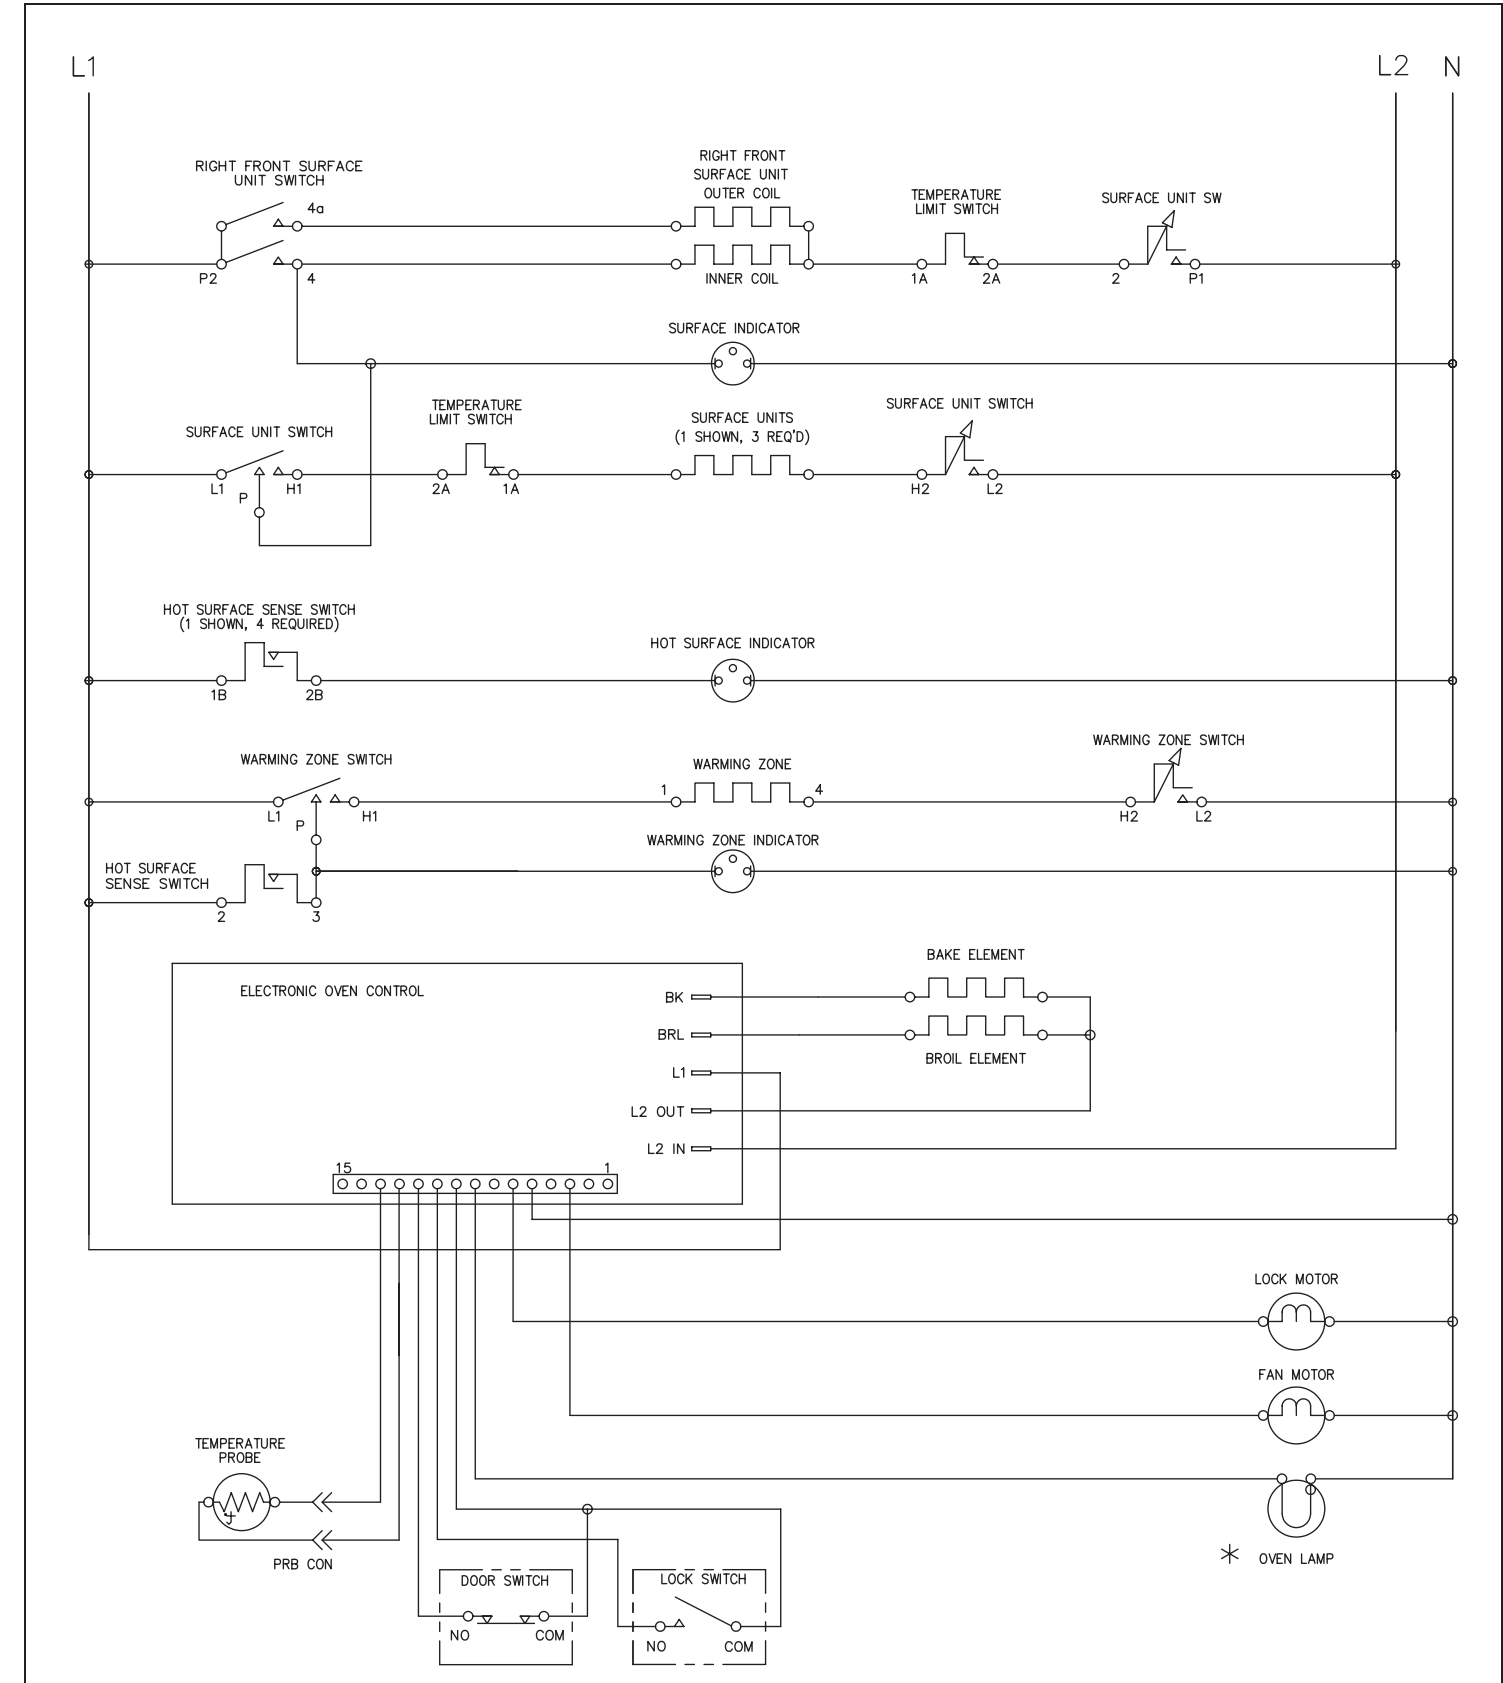 L1
L2 N
RIGHT FRONT SURFACE
UNIT SWITCH
4a
P2
4
RIGHT FRONT
SURFACE UNIT
OUTER COIL
INNER COIL
TEMPERATURE
LIMIT SWITCH
1A
2A
SURFACE UNIT SW
2
P1
SURFACE INDICATOR
SURFACE UNIT SWITCH
L1
P
H1
TEMPERATURE
LIMIT SWITCH
2A
1A
SURFACE UNITS
(1 SHOWN, 3 REQ'D)
SURFACE UNIT SWITCH
H2
L2
HOT SURFACE SENSE SWITCH
(1 SHOWN, 4 REQUIRED)
1B
2B
HOT SURFACE INDICATOR
WARMING ZONE SWITCH
L1
P
H1
WARMING ZONE
1
4
WARMING ZONE SWITCH
H2
L2
WARMING ZONE INDICATOR
HOT SURFACE
SENSE SWITCH
2
3
ELECTRONIC OVEN CONTROL
BK
BRL
L1
L2 OUT
L2 IN
15
1
BAKE ELEMENT
BROIL ELEMENT
LOCK MOTOR
FAN MOTOR
TEMPERATURE
PROBE
PRB CON
DOOR SWITCH
NO
COM
LOCK SWITCH
NO
COM
OVEN LAMP